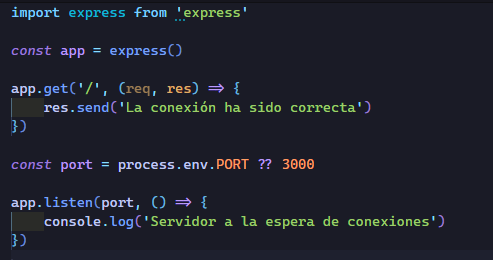 import express from 'express'
const app = express()
app.get('/', (req, res) => {
res.send('La conexión ha sido correcta')
})
const port = process.env.PORT ?? 3000
app.listen(port, () => {
console.log('Servidor a la espera de conexiones')
})